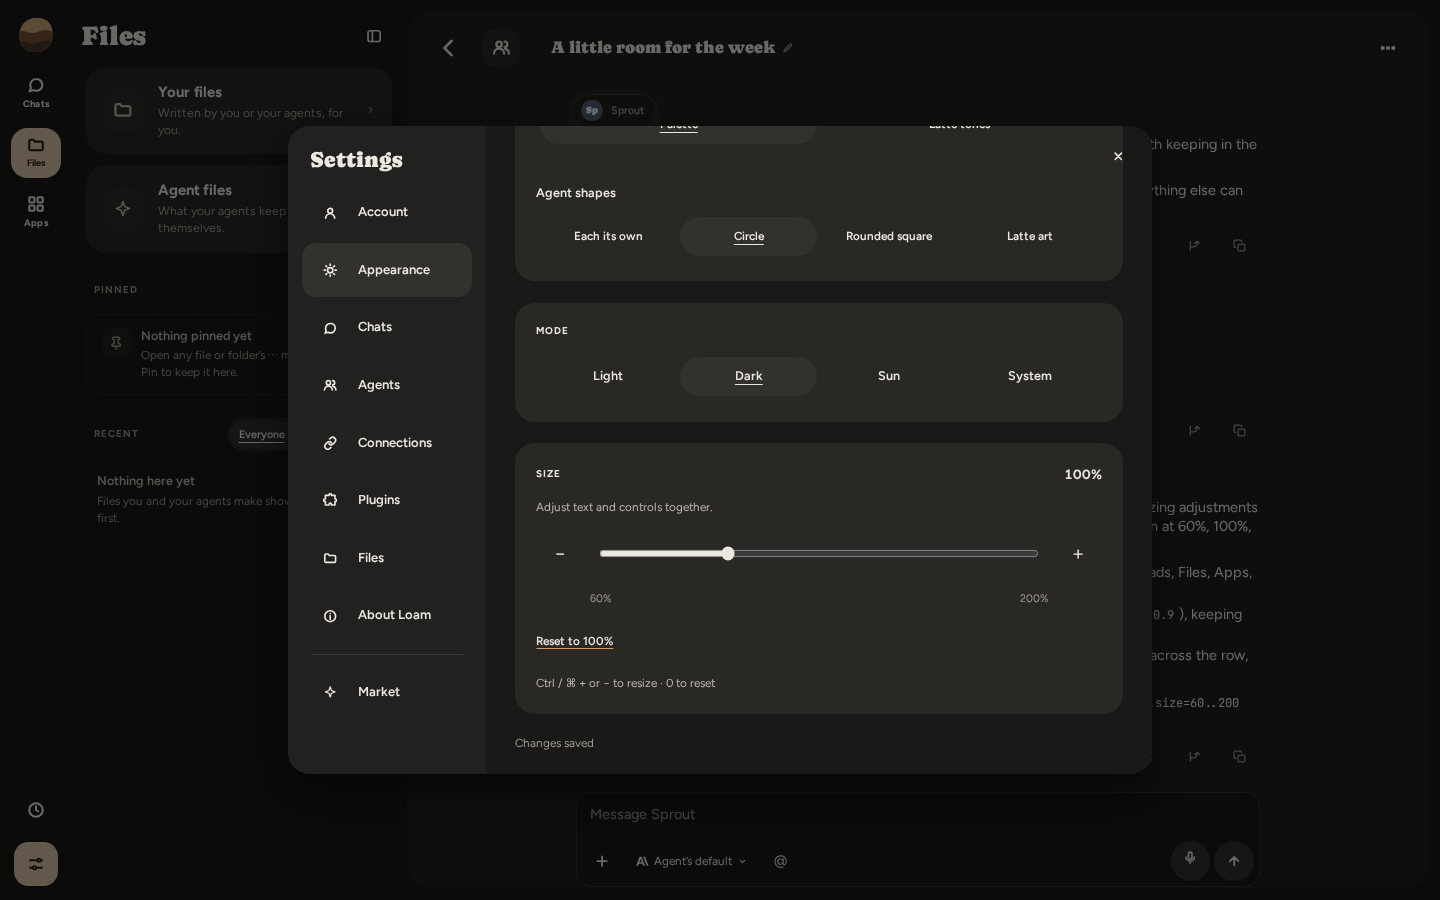 Files
Chats
Files
Apps
Your files
Written by you or your agents, for
you.
Agent files
What your agents keep
themselves.
PINNED
Nothing pinned yet
Open any file or folder's ···
Pin to keep it here.
RECENT
Everyone
Nothing here yet
Files you and your agents make show
first.
A little room for the week
Sp Sprout
Settings
Account
Appearance
Chats
Agents
Connections
Plugins
Files
About Loam
Market
Palette
Latte tones
Agent shapes
Each its own
Circle
Rounded square
Latte art
MODE
Light
Dark
Sun
System
SIZE
100%
Adjust text and controls together.
− +
60%
200%
Reset to 100%
Ctrl / ⌘ + or − to resize · 0 to reset
Changes saved
keeping in the
else can
adjustments
at 60%, 100%,
Files, Apps,
0.9 ), keeping
across the row,
size=60..200
Message Sprout
Agent's default
@